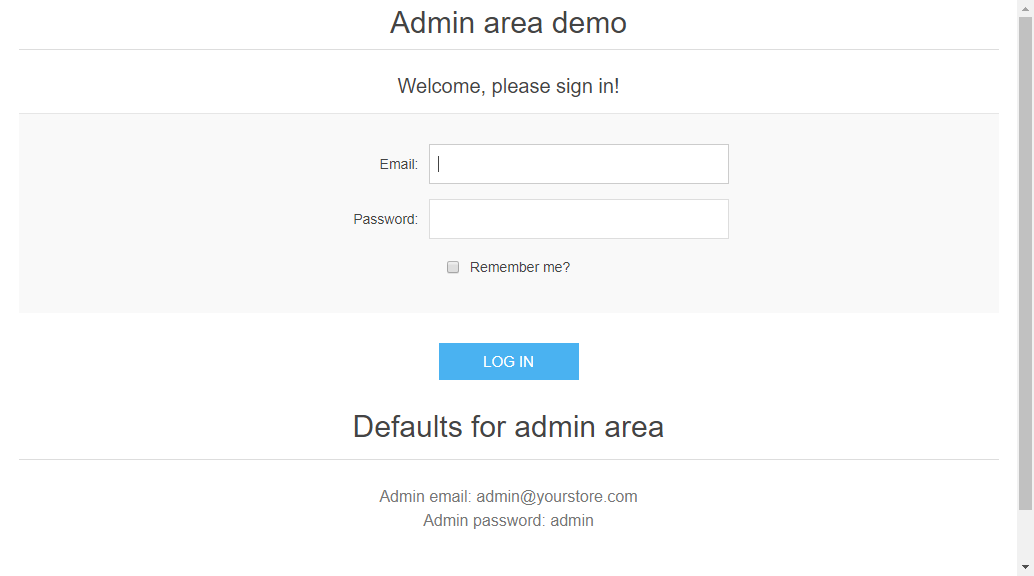 Admin area demo
Welcome, please sign in!
Email:
Password:
Remember me?
LOG IN
Defaults for admin area
Admin email: admin@yourstore.com
Admin password: admin